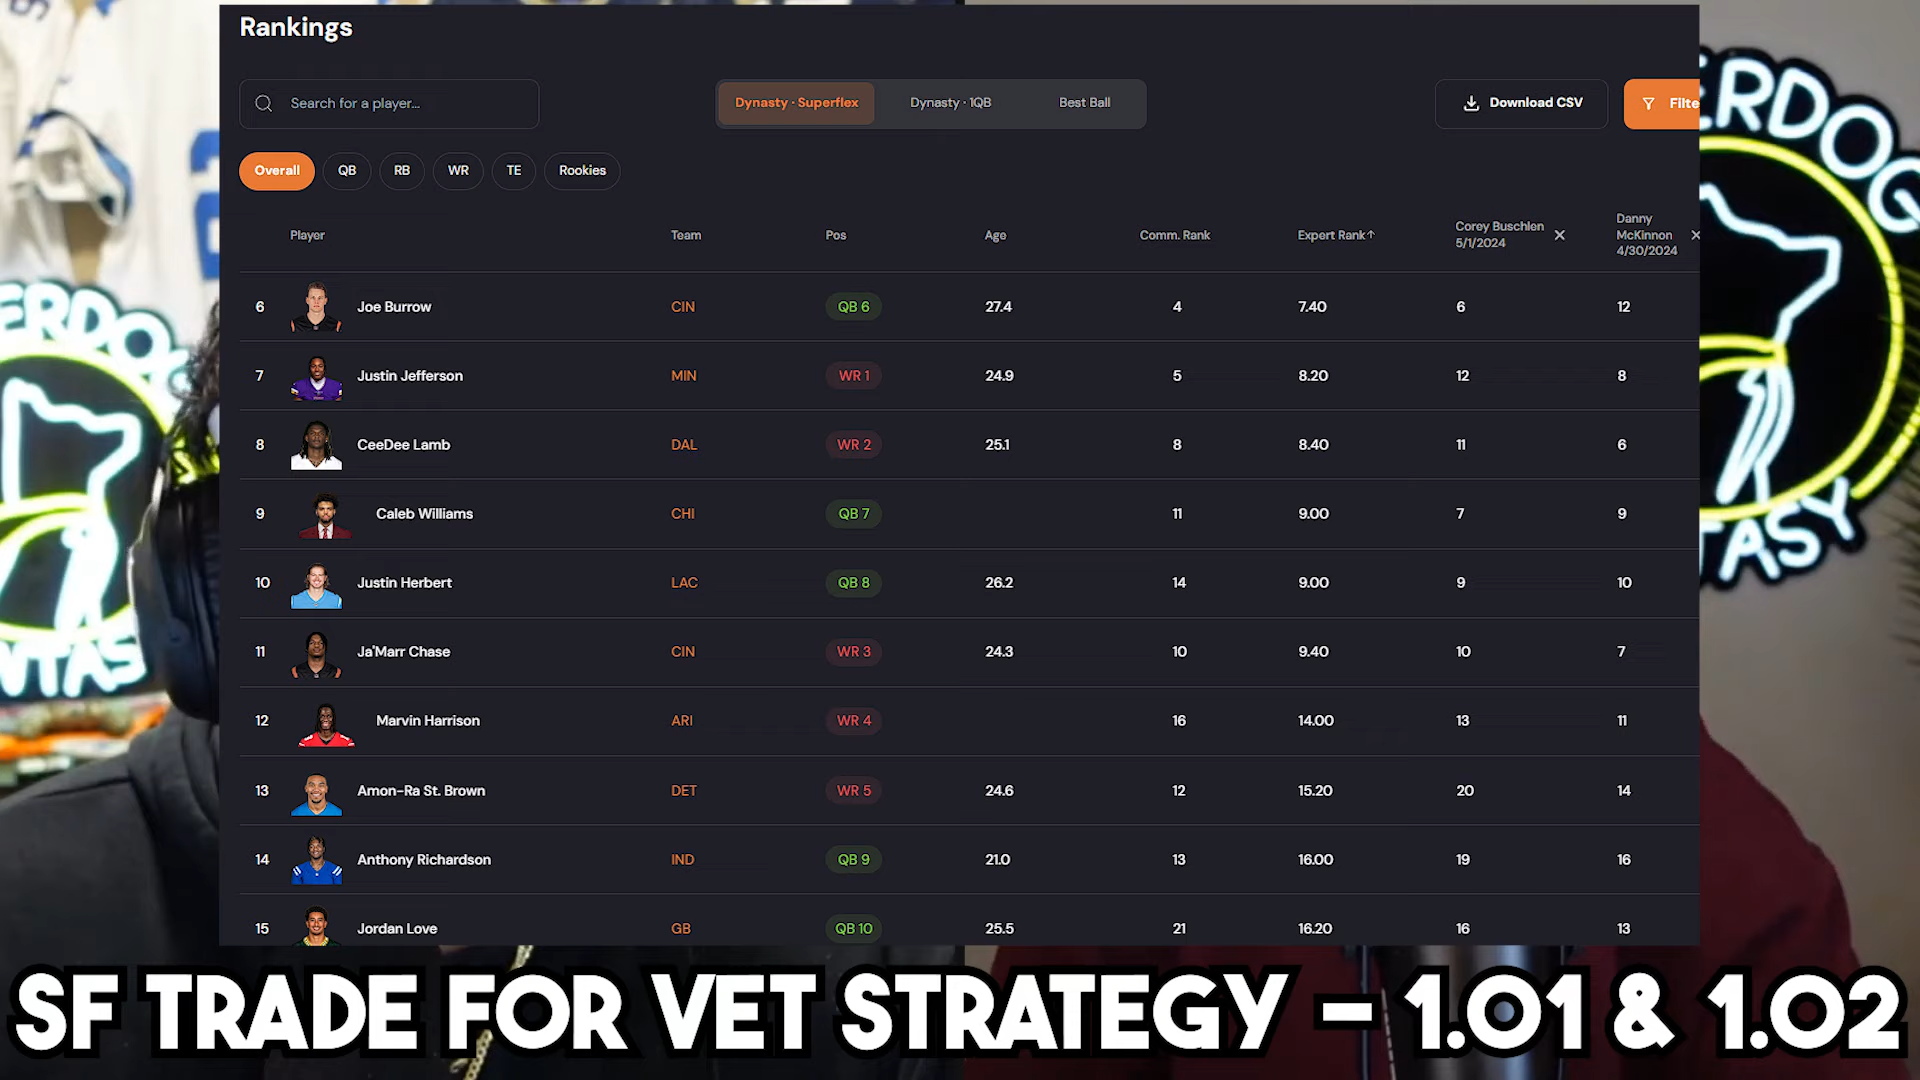 Rankings
Search for a player...
Dynasty · Superflex
Dynasty · 1QB
Best Ball
Download CSV
Filte
Overall
QB
RB
WR
TE
Rookies
Player Team Pos Age Comm. Rank Expert Rank↑ Corey Buschlen 5/1/2024 Danny McKinnon 4/30/2024
6 Joe Burrow CIN QB 6 27.4 4 7.40 6 12
7 Justin Jefferson MIN WR 1 24.9 5 8.20 12 8
8 CeeDee Lamb DAL WR 2 25.1 8 8.40 11 6
9 Caleb Williams CHI QB 7 11 9.00 7 9
10 Justin Herbert LAC QB 8 26.2 14 9.00 9 10
11 Ja'Marr Chase CIN WR 3 24.3 10 9.40 10 7
12 Marvin Harrison ARI WR 4 16 14.00 13 11
13 Amon-Ra St. Brown DET WR 5 24.6 12 15.20 20 14
14 Anthony Richardson IND QB 9 21.0 13 16.00 19 16
15 Jordan Love GB QB 10 25.5 21 16.20 16 13
ERDOG
NTAS
ERDOG
TASY
SF TRADE FOR VET STRATEGY - 1.01 & 1.02